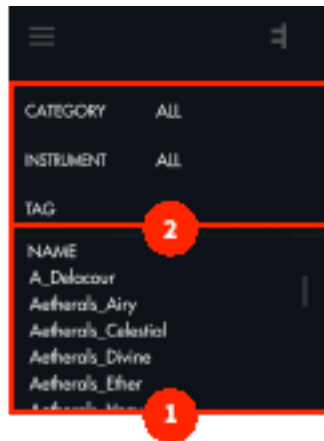 CATEGORY ALL
INSTRUMENT ALL
TAG
2
NAME
A_Delacour
Aetherals_Airy
Aetherals_Celestial
Aetherals_Divine
Aetherals_Ether
1